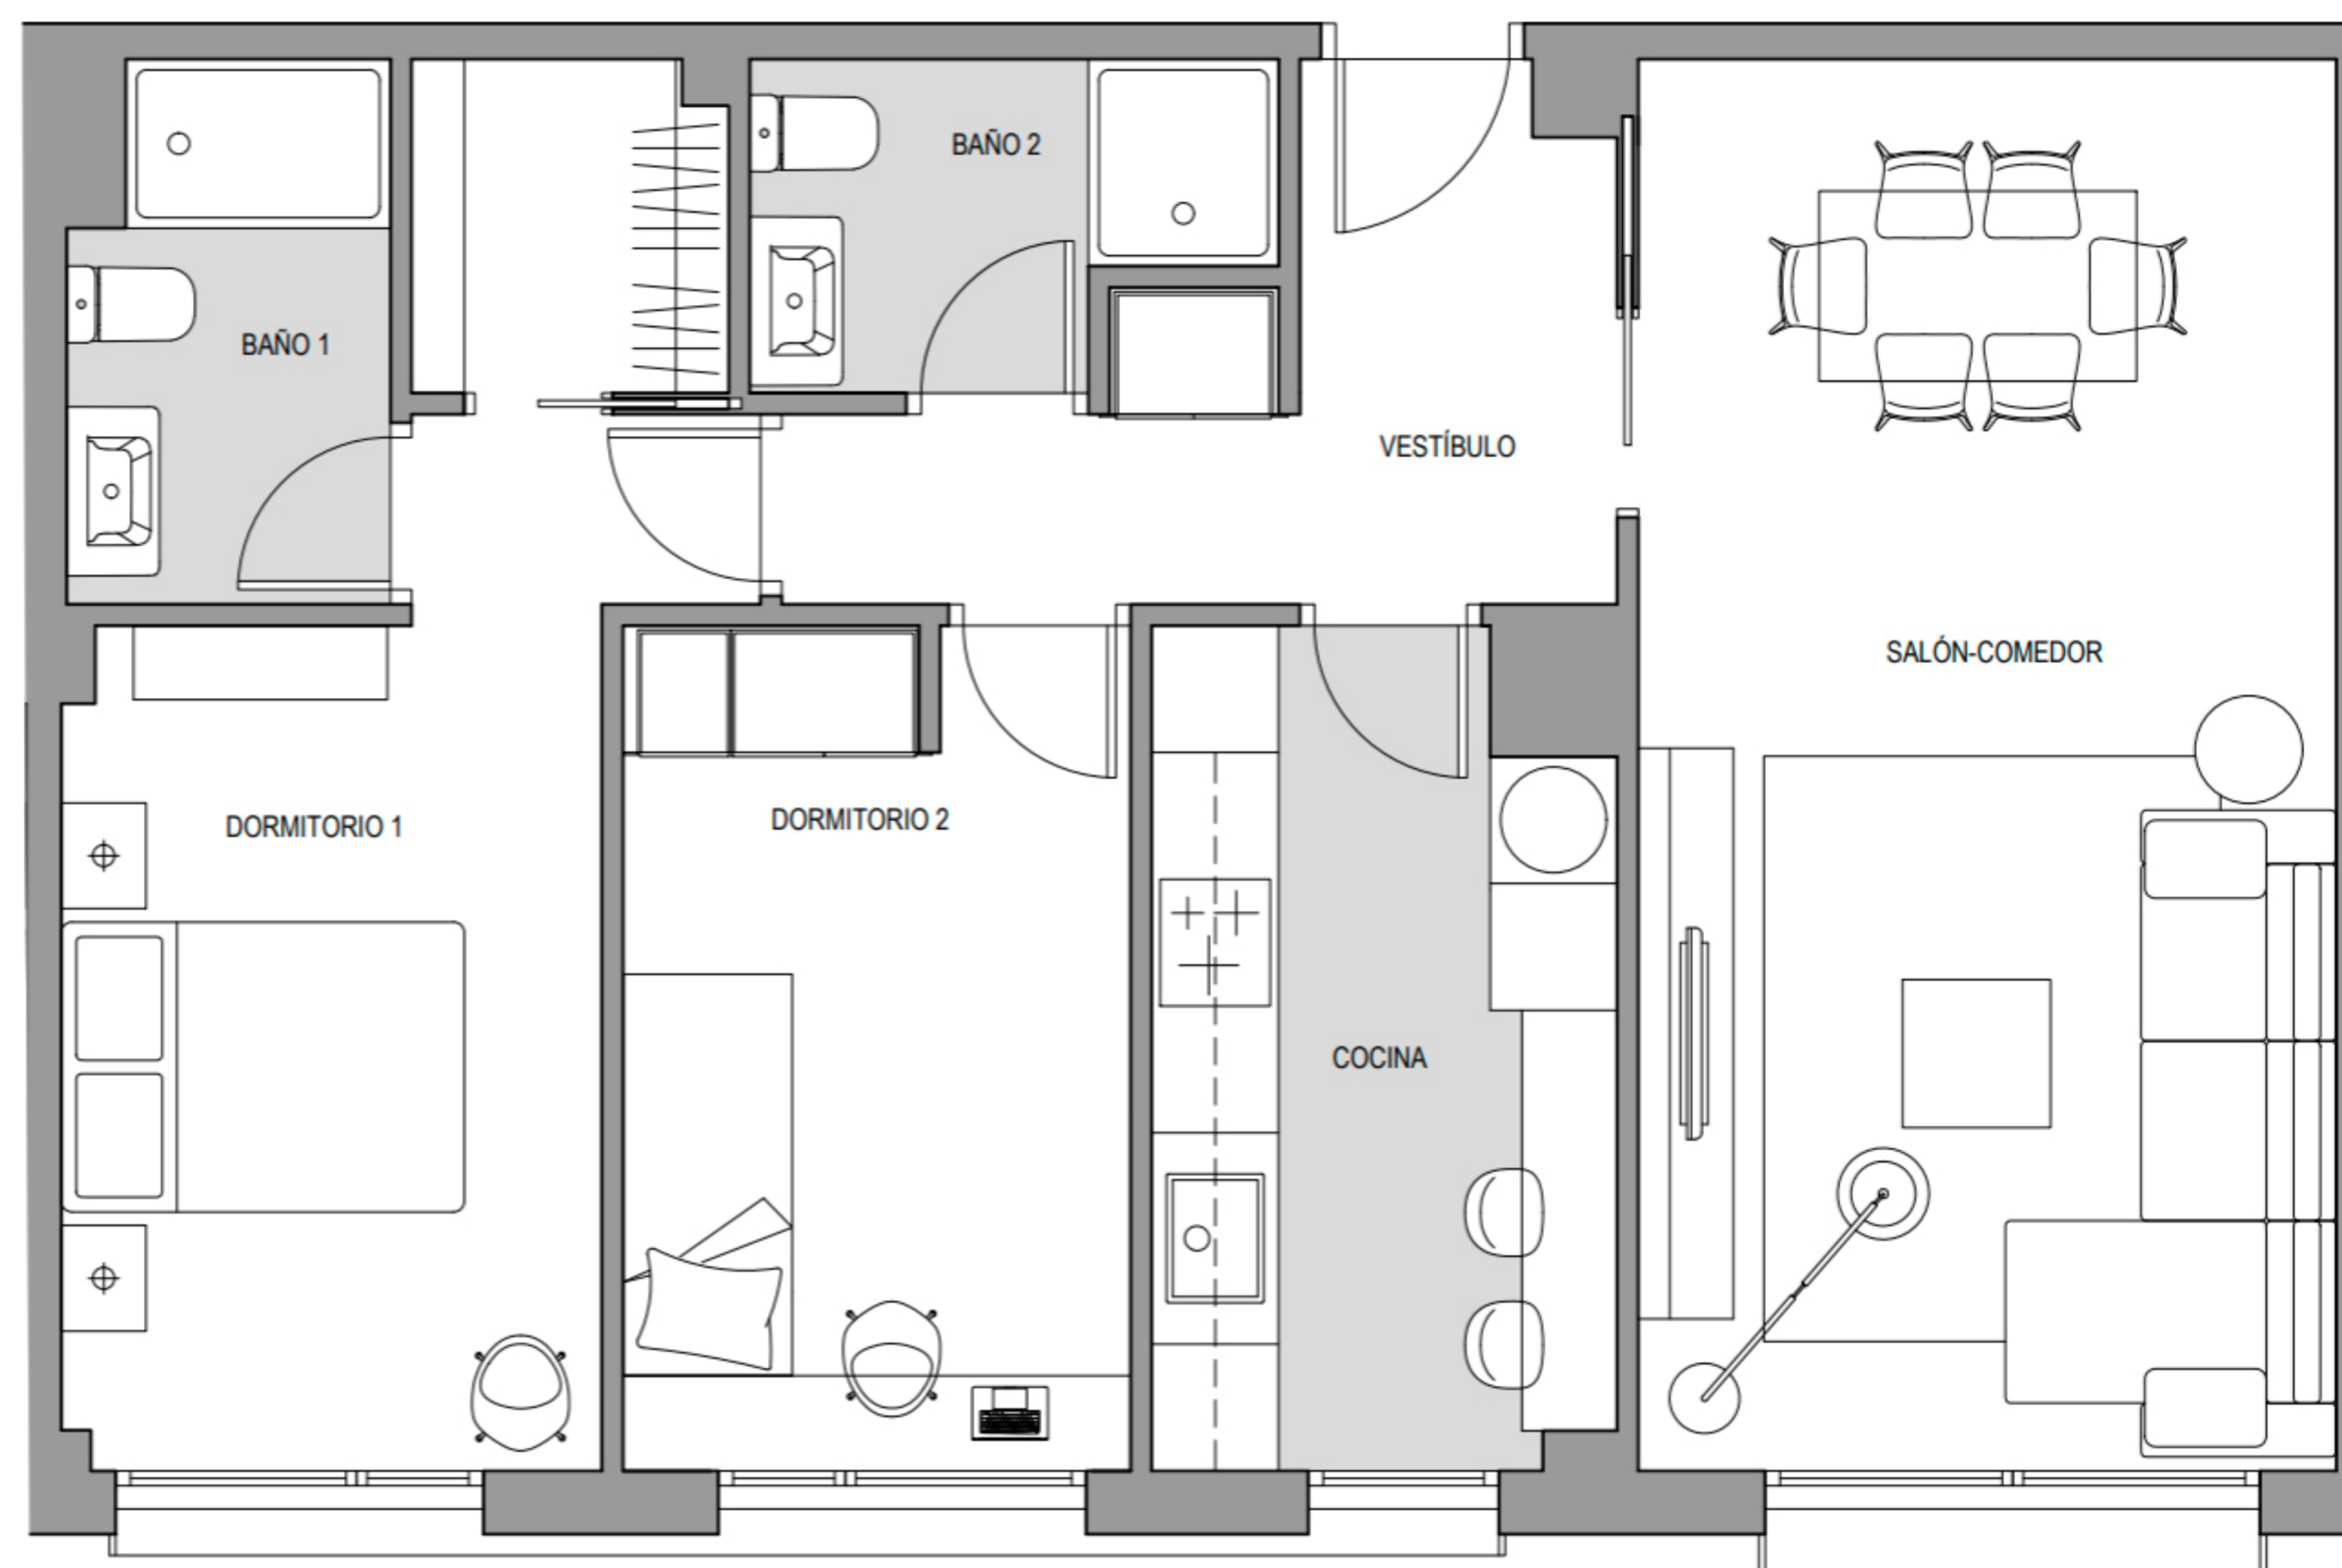 BAÑO 2
BAÑO 1
VESTÍBULO
SALÓN-COMEDOR
DORMITORIO 1
DORMITORIO 2
COCINA